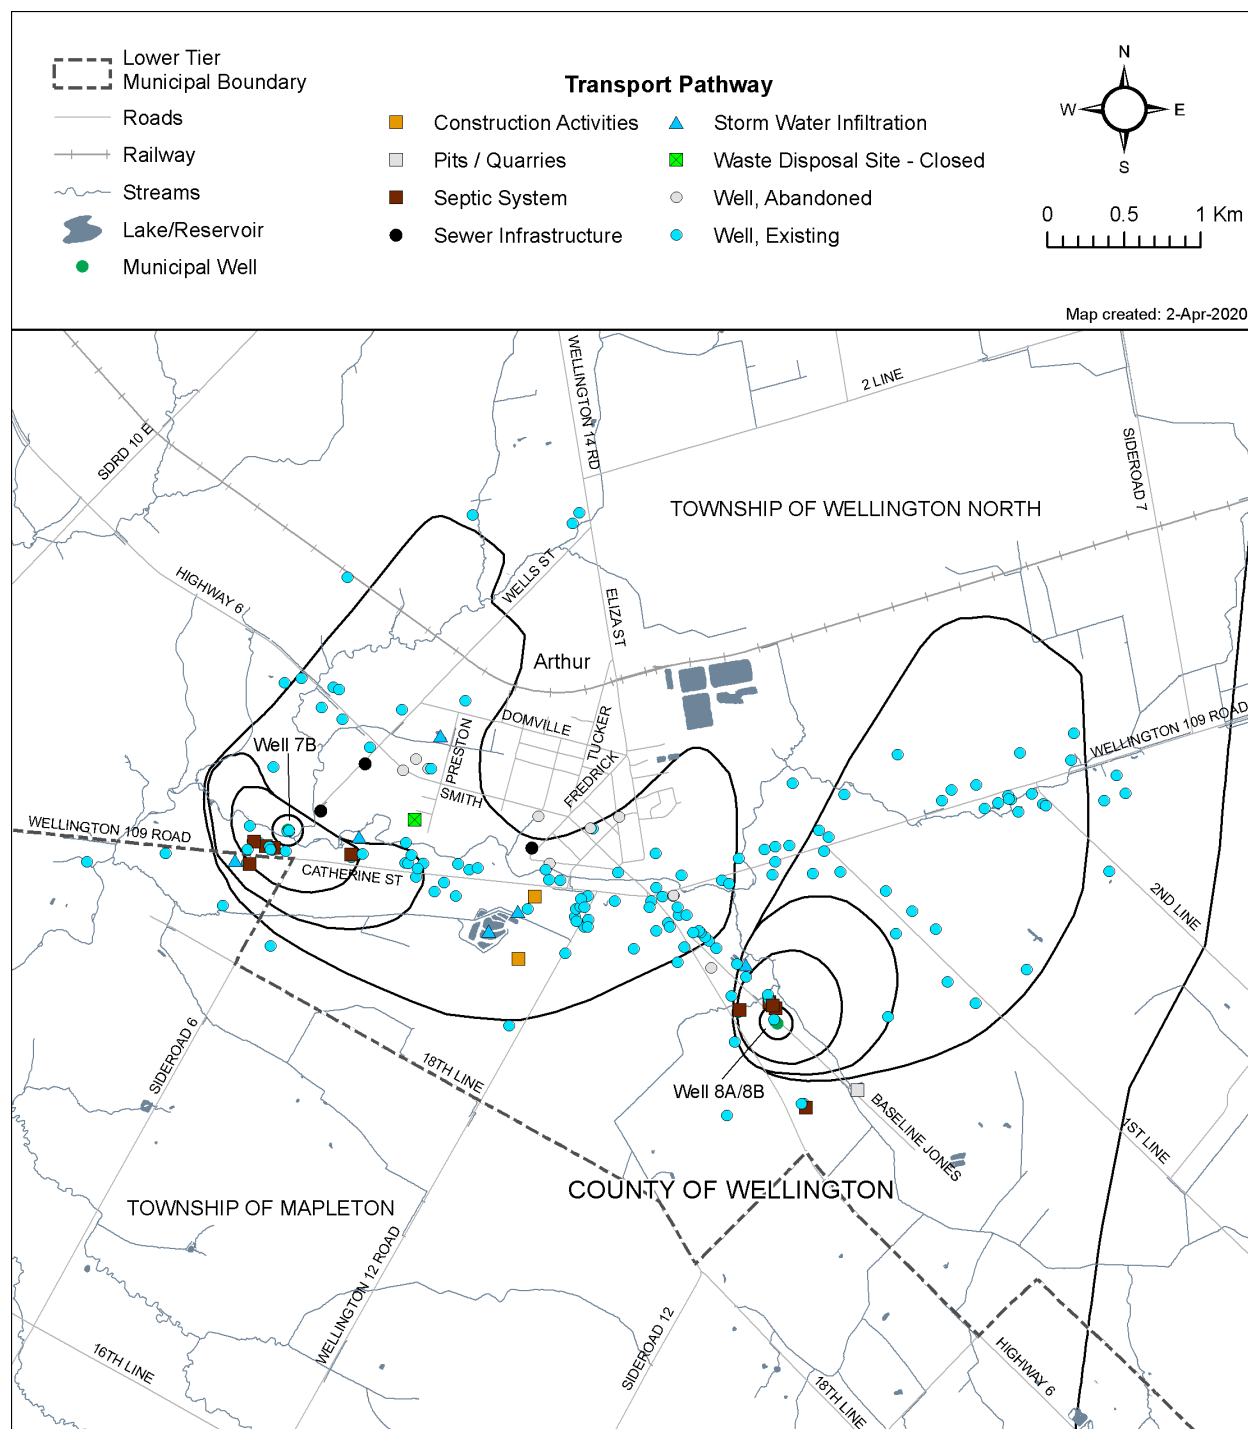 Lower Tier
Municipal Boundary
Roads
Railway
Streams
Lake/Reservoir
Municipal Well
Transport Pathway
Construction Activities
Pits / Quarries
Septic System
Sewer Infrastructure
Storm Water Infiltration
Waste Disposal Site - Closed
Well, Abandoned
Well, Existing
N
W E
S
0 0.5 1 Km
Map created: 2-Apr-2020
WELLINGTON 14 RD
2 LINE
SDRD 10 E
SIDEROAD 7
TOWNSHIP OF WELLINGTON NORTH
HIGHWAY 6
WELLS ST
ELIZA ST
Arthur
DOMVILLE
TUCKER
PRESTON
FREDRICK
SMITH
Well 7B
WELLINGTON 109 ROAD
WELLINGTON 109 ROAD
CATHERINE ST
2ND LINE
SIDEROAD 6
18TH LINE
Well 8A/8B
BASELINE JONES
1ST LINE
COUNTY OF WELLINGTON
TOWNSHIP OF MAPLETON
WELLINGTON 12 ROAD
SIDEROAD 12
16TH LINE
HIGHWAY 6
18TH LINE